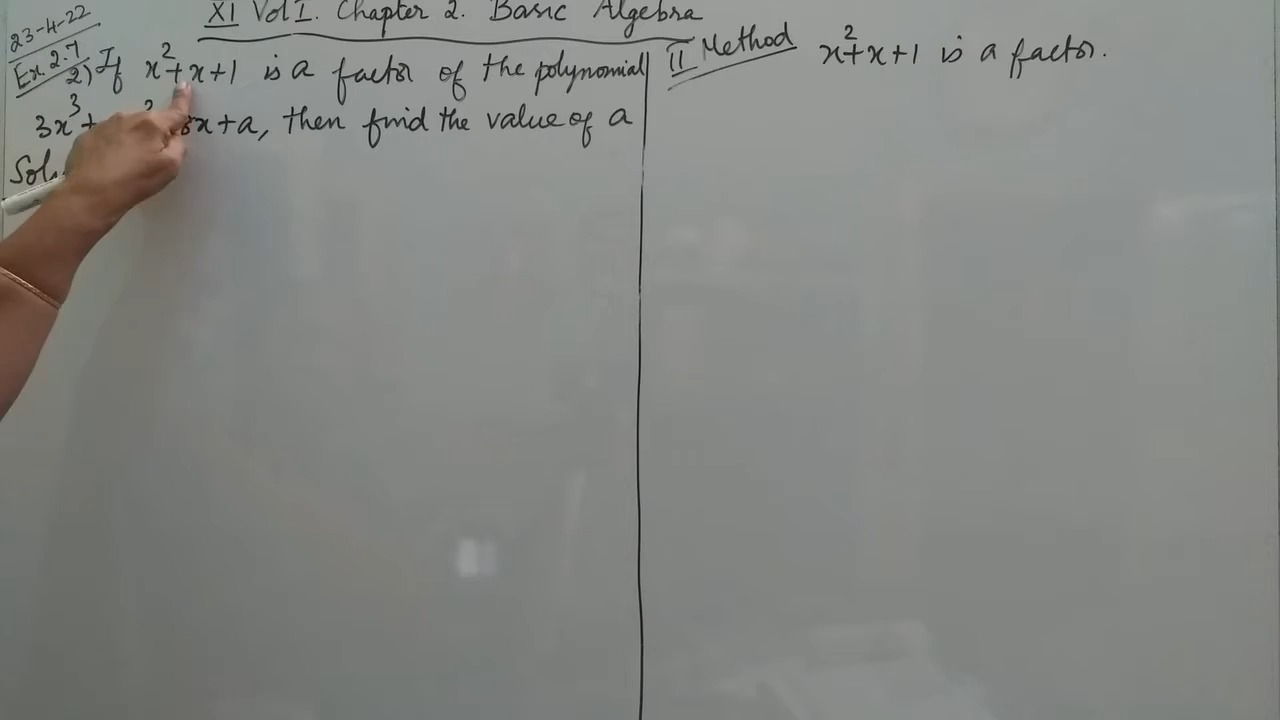 XI Vol I. Chapter 2. Basic Algebra
23-4-22
Ex 2.7
2) If x²+x+1 is a factor of the polynomial
3x³+ x+a, then find the value of a
Soln
II Method x²+x+1 is a factor.